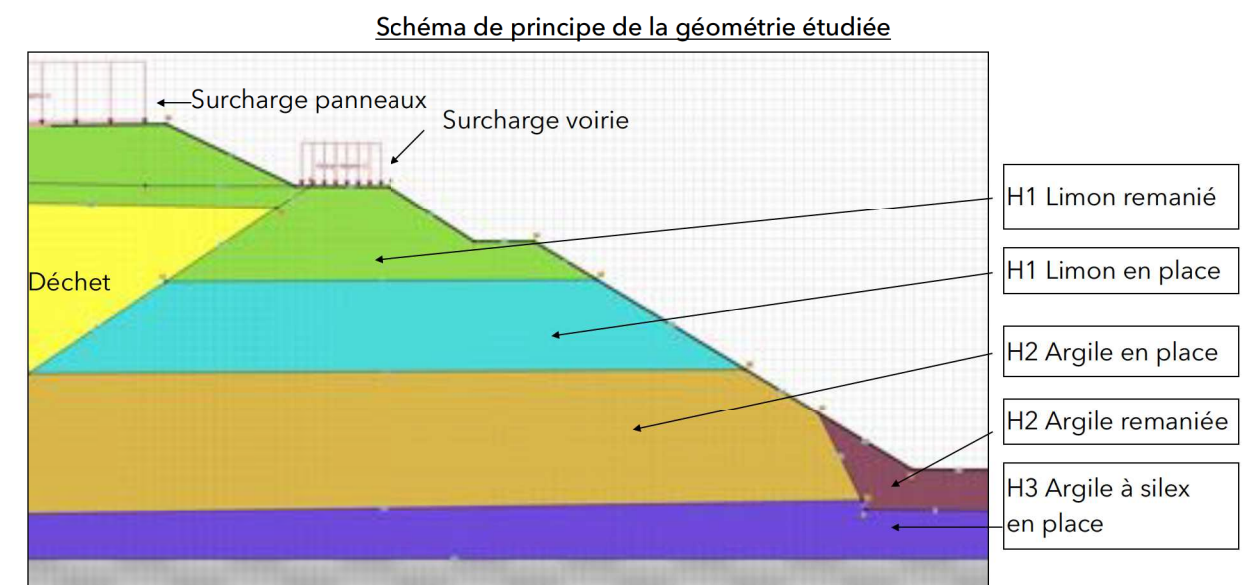 Schéma de principe de la géométrie étudiée
Surcharge panneaux
Surcharge voirie
H1 Limon remanié
H1 Limon en place
Déchet
H2 Argile en place
H2 Argile remaniée
H3 Argile à silex
en place